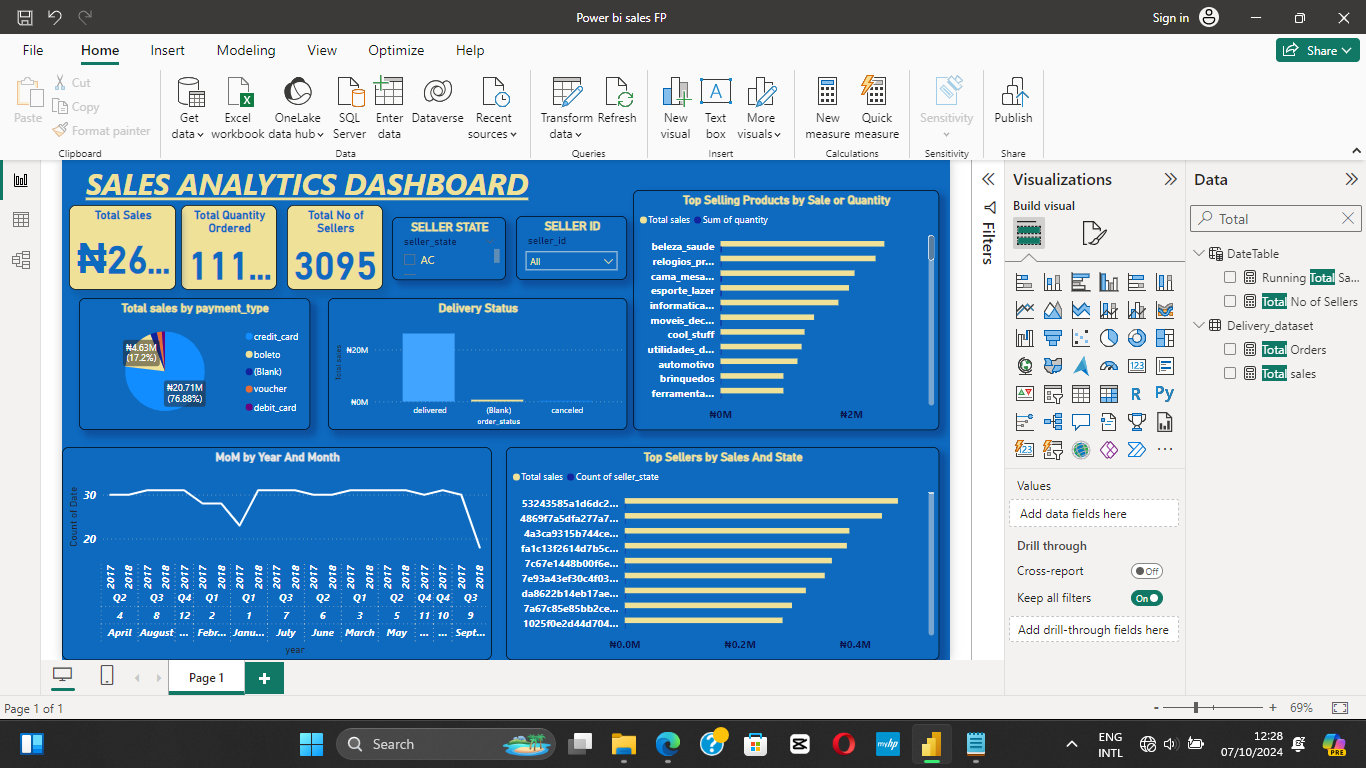 Power bi sales FP
Sign in
File Home Insert Modeling View Optimize Help
Share
Paste
Cut
Copy
Format painter
Clipboard
Get data
Excel workbook
OneLake data hub
SQL Server
Enter data
Dataverse
Recent sources
Data
Transform data
Refresh
Queries
New visual
Text box
More visuals
Insert
New measure
Quick measure
Calculations
Sensitivity
Sensitivity
Publish
Share
SALES ANALYTICS DASHBOARD
Total Sales
₦26...
Total Quantity Ordered
111...
Total No of Sellers
3095
SELLER STATE
seller_state
AC
SELLER ID
seller_id
All
Top Selling Products by Sale or Quantity
Total sales Sum of quantity
beleza_saude
relogios_pr...
cama_mesa...
esporte_lazer
informatica...
moveis_dec...
cool_stuff
utilidades_d...
automotivo
brinquedos
ferramenta...
₦0M ₦2M
Total sales by payment_type
₦4.63M
(17.2%)
₦20.71M
(76.88%)
credit_card
boleto
(Blank)
voucher
debit_card
Delivery Status
Total sales
₦20M
₦0M
delivered (Blank) canceled
order_status
MoM by Year And Month
Count of Date
30
20
2017 2018 2017 2018 2017 2017 2018 2017 2018 2017 2018 2017 2018 2017 2018 2017 2018 2017 2017 2017 2018
Q2 Q3 Q4 Q1 Q1 Q3 Q2 Q1 Q2 Q4 Q4 Q3
4 8 12 2 1 7 6 3 5 11 10 9
April August ... Febr... Janu... July June March May ... ... Sept...
year
Top Sellers by Sales And State
Total sales Count of seller_state
53243585a1d6dc2...
4869f7a5dfa277a7...
4a3ca9315b744ce...
fa1c13f2614d7b5c...
7c67e1448b00f6e...
7e93a43ef30c4f03...
da8622b14eb17ae...
7a67c85e85bb2ce...
1025f0e2d44d704...
₦0.0M ₦0.2M ₦0.4M
Filters
Visualizations
Build visual
R Py
123
Values
Add data fields here
Drill through
Cross-report Off
Keep all filters On
Add drill-through fields here
Data
Total
DateTable
Running Total Sa...
Total No of Sellers
Delivery_dataset
Total Orders
Total sales
Page 1
Page 1 of 1
- + 69%
Search
myhp
ENG
INTL
12:28
07/10/2024
PRE